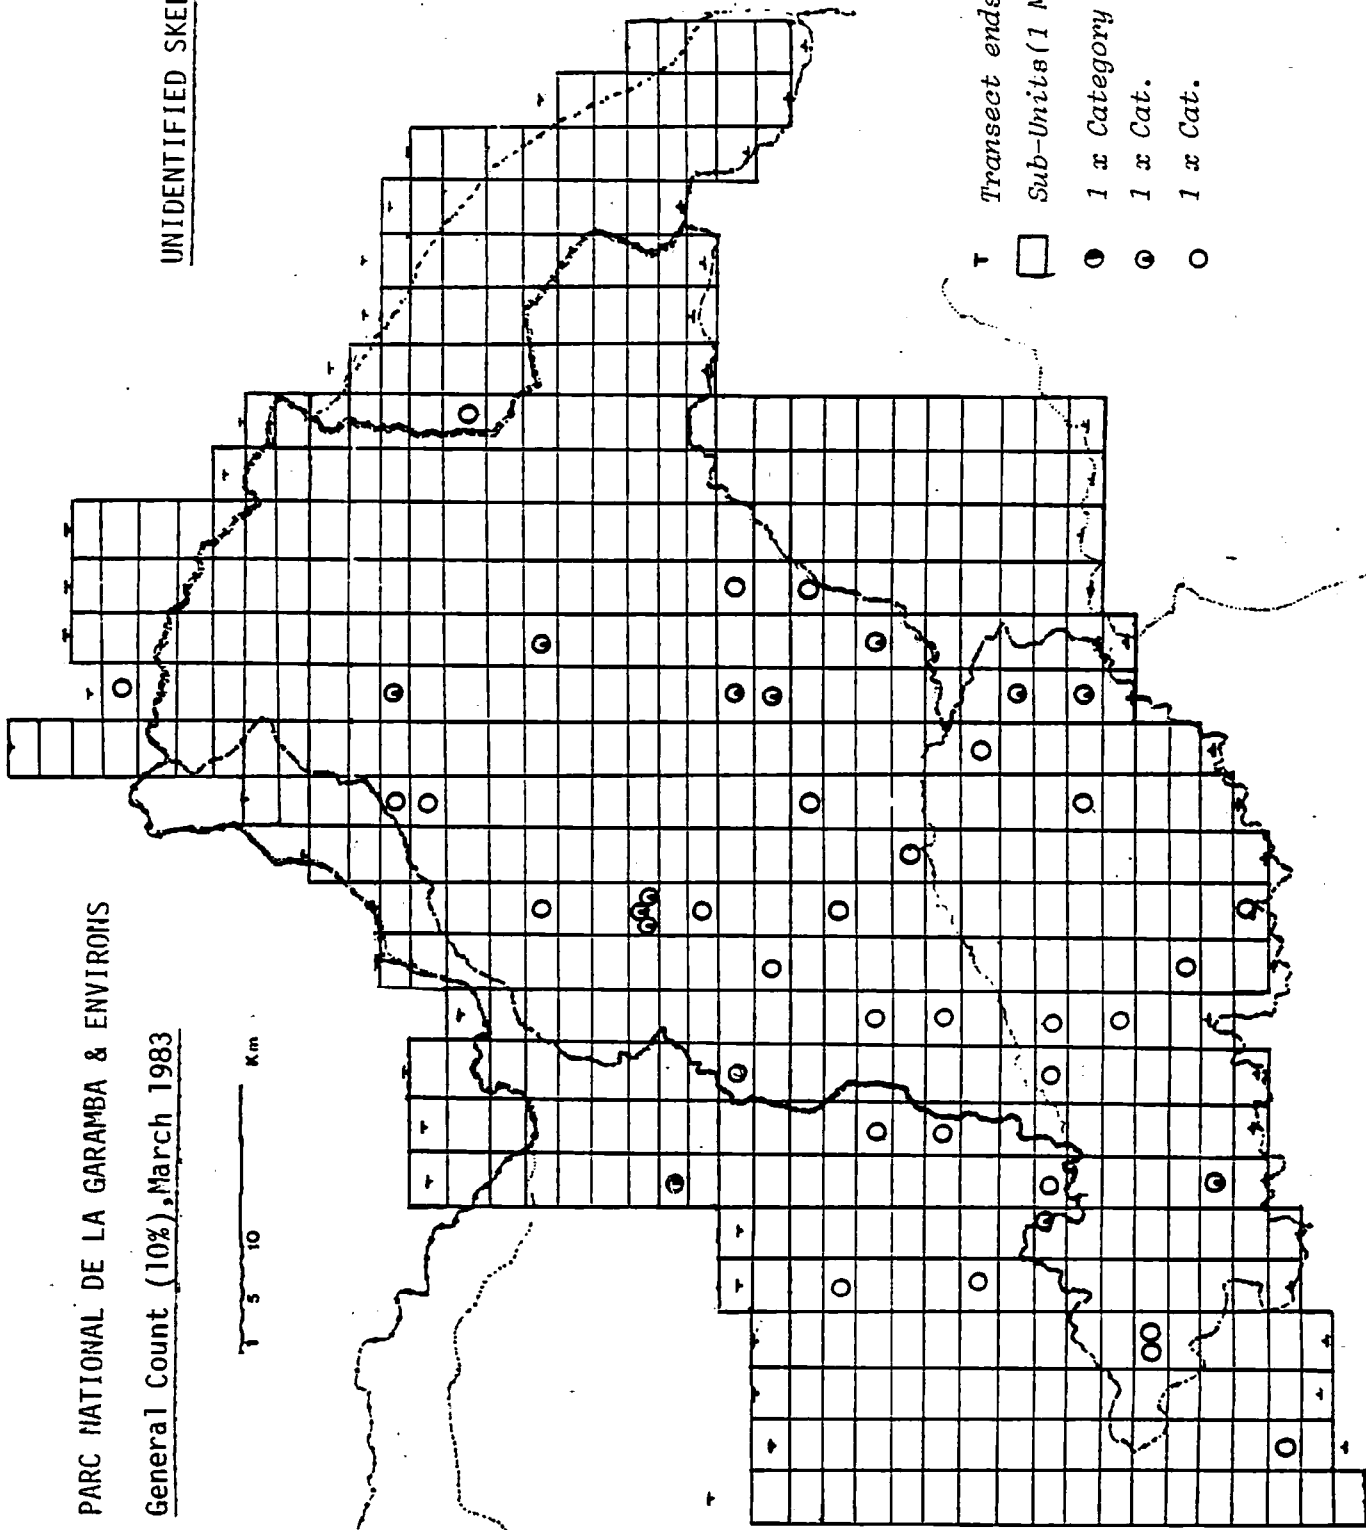 PARC NATIONAL DE LA GARAMBA & ENVIRONS
General Count (10%),March 1983
1 5 10 Km
UNIDENTIFIED
Transect ends
Sub-Units(1
1 x Category
1 x Cat.
1 x Cat.